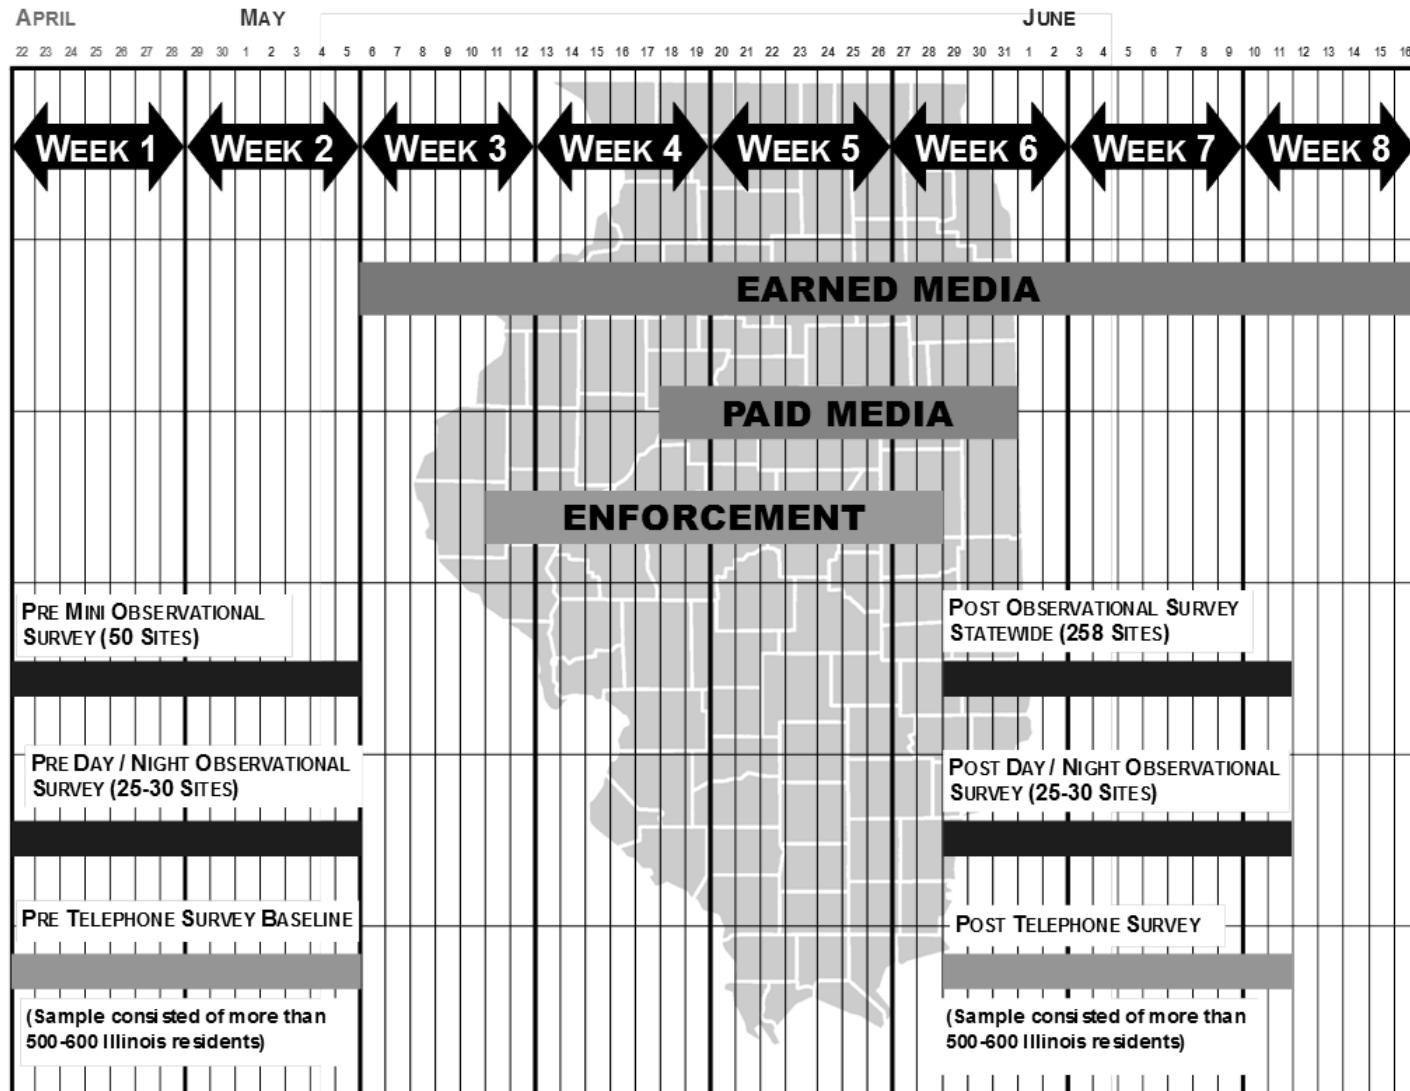 APRIL MAY JUNE
22 23 24 25 26 27 28 29 30 1 2 3 4 5 6 7 8 9 10 11 12 13 14 15 16 17 18 19 20 21 22 23 24 25 26 27 28 29 30 31 1 2 3 4 5 6 7 8 9 10 11 12 13 14 15 16
WEEK 1 WEEK 2 WEEK 3 WEEK 4 WEEK 5 WEEK 6 WEEK 7 WEEK 8
EARNED MEDIA
PAID MEDIA
ENFORCEMENT
PRE MINI OBSERVATIONAL
SURVEY (50 SITES)
POST OBSERVATIONAL SURVEY
STATEWIDE (258 SITES)
PRE DAY / NIGHT OBSERVATIONAL
SURVEY (25-30 SITES)
POST DAY / NIGHT OBSERVATIONAL
SURVEY (25-30 SITES)
PRE TELEPHONE SURVEY BASELINE
POST TELEPHONE SURVEY
(Sample consisted of more than
500-600 Illinois residents)
(Sample consisted of more than
500-600 Illinois residents)